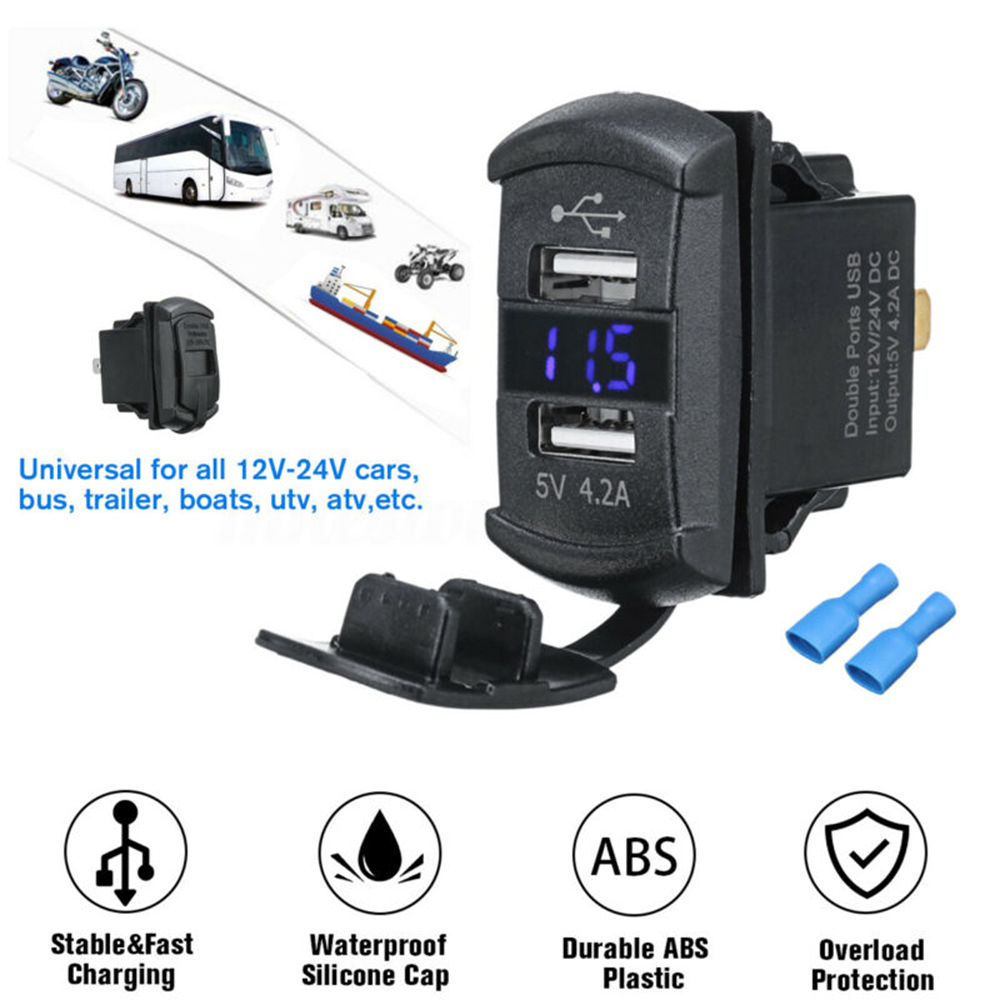 Universal for all 12V-24V cars,
bus, trailer, boats, utv, atv,etc.
11.5
5V 4.2A
Double Ports USB
Input:12V/24V DC
Output:5V 4.2A DC
Stable&Fast
Charging
Waterproof
Silicone Cap
ABS
Durable ABS
Plastic
Overload
Protection